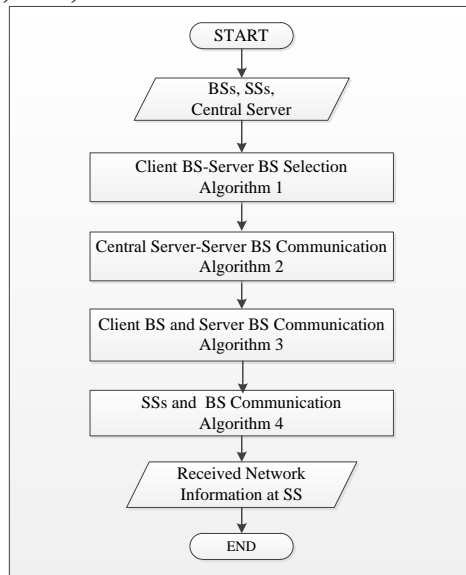 START
BSs, SSs,
Central Server
Client BS-Server BS Selection
Algorithm 1
Central Server-Server BS Communication
Algorithm 2
Client BS and Server BS Communication
Algorithm 3
SSs and BS Communication
Algorithm 4
Received Network
Information at SS
END